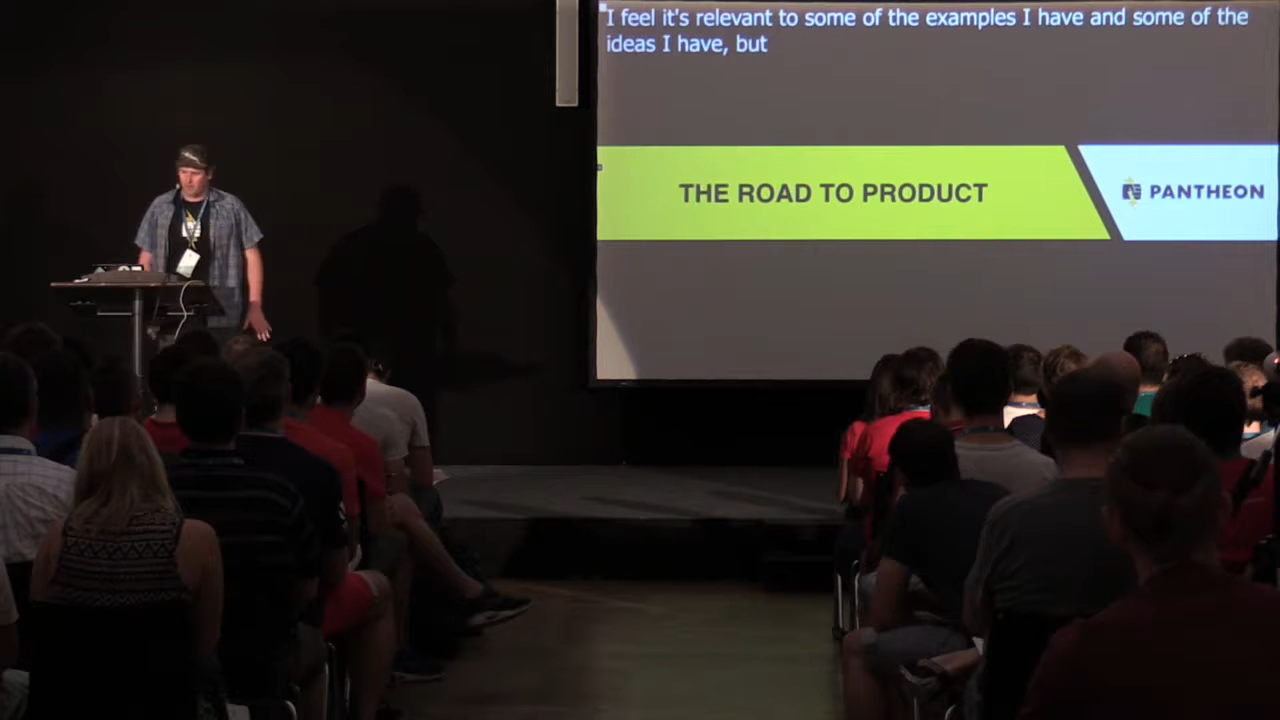 I feel it's relevant to some of the examples I have and some of the
ideas I have, but
THE ROAD TO PRODUCT
PANTHEON